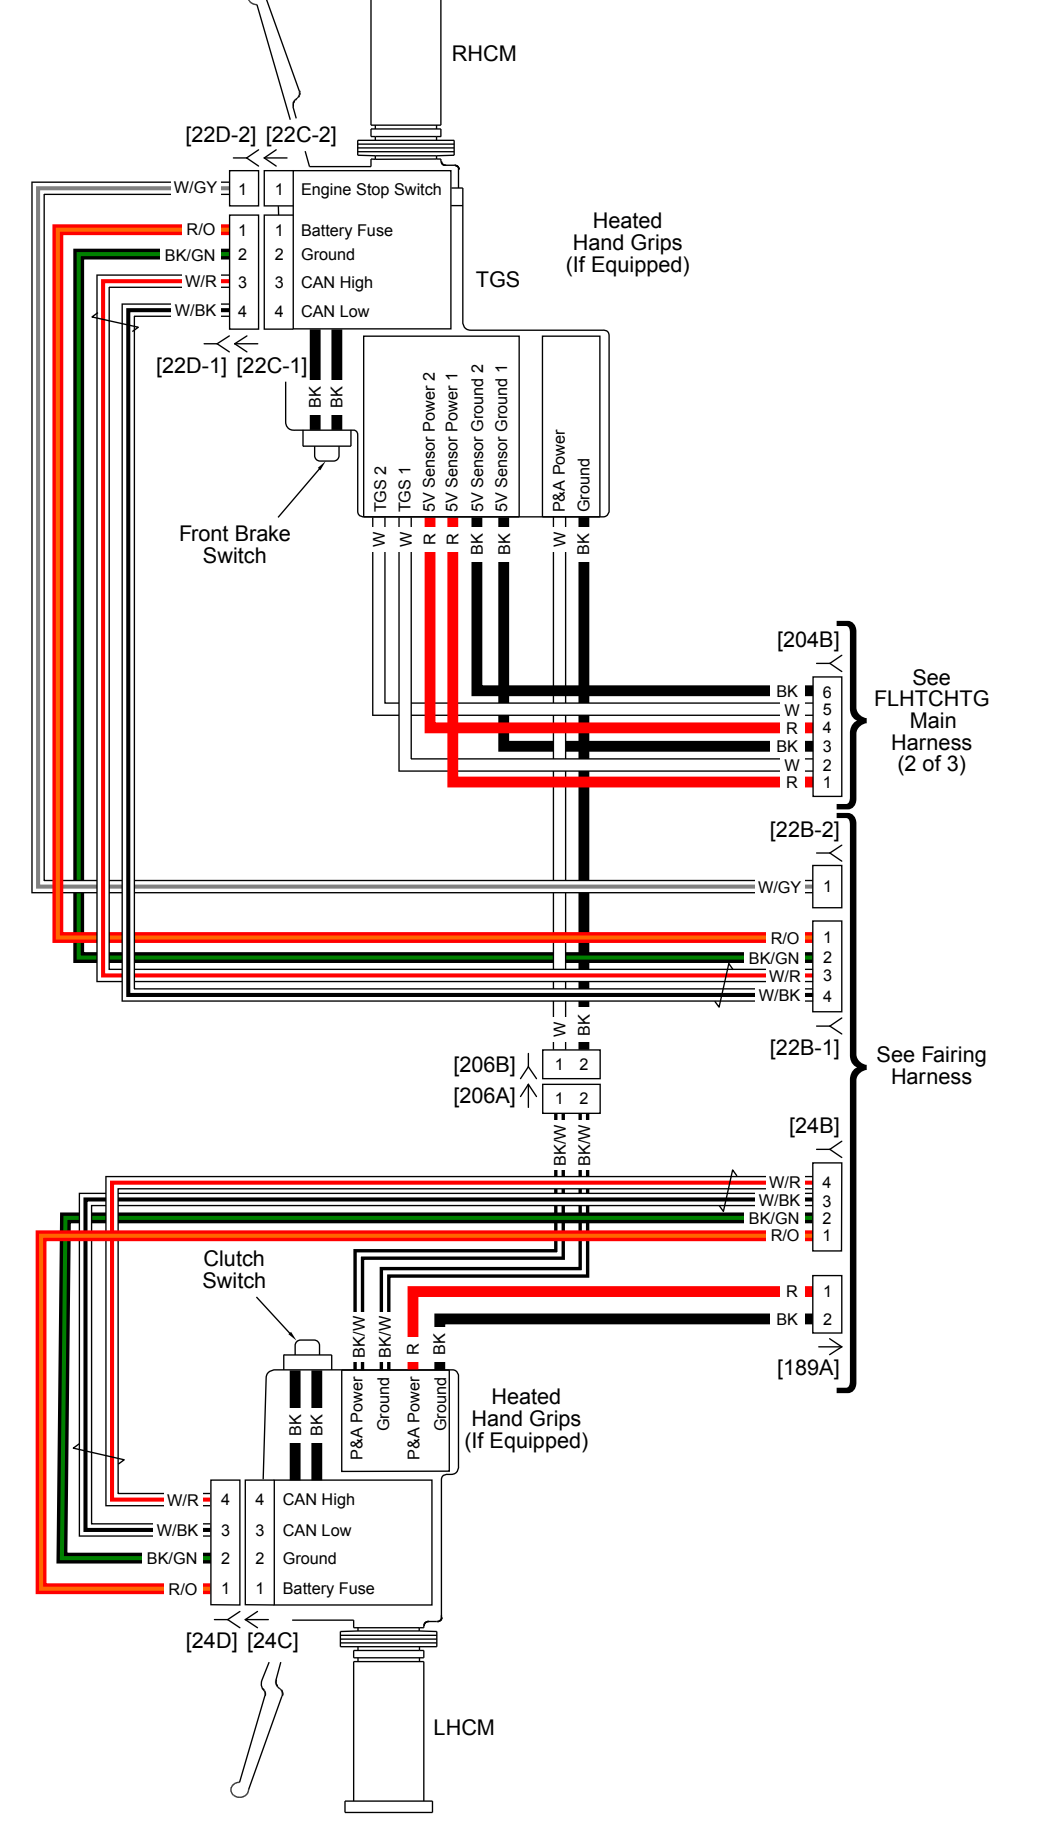 RHCM
[22D-2] [22C-2]
W/GY 1 1 Engine Stop Switch
R/O 1 1 Battery Fuse
BK/GN 2 2 Ground
W/R 3 3 CAN High
W/BK 4 4 CAN Low
[22D-1] [22C-1]
Heated
Hand Grips
(If Equipped)
TGS
BK
BK
Front Brake
Switch
TGS 2
TGS 1
5V Sensor Power 2
5V Sensor Power 1
5V Sensor Ground 2
5V Sensor Ground 1
P&A Power
Ground
W
W
R
R
BK
BK
W
BK
[204B]
BK 6
W 5
R 4
BK 3
W 2
R 1
See
FLHTCHTG
Main
Harness
(2 of 3)
[22B-2]
W/GY 1
R/O 1
BK/GN 2
W/R 3
W/BK 4
[22B-1]
See Fairing
Harness
W
BK
[206B] 1 2
[206A] 1 2
BK/W
BK/W
[24B]
W/R 4
W/BK 3
BK/GN 2
R/O 1
R 1
BK 2
[189A]
Clutch
Switch
BK/W
BK/W
R
BK
BK
BK
P&A Power
Ground
P&A Power
Ground
Heated
Hand Grips
(If Equipped)
W/R 4 4 CAN High
W/BK 3 3 CAN Low
BK/GN 2 2 Ground
R/O 1 1 Battery Fuse
[24D] [24C]
LHCM